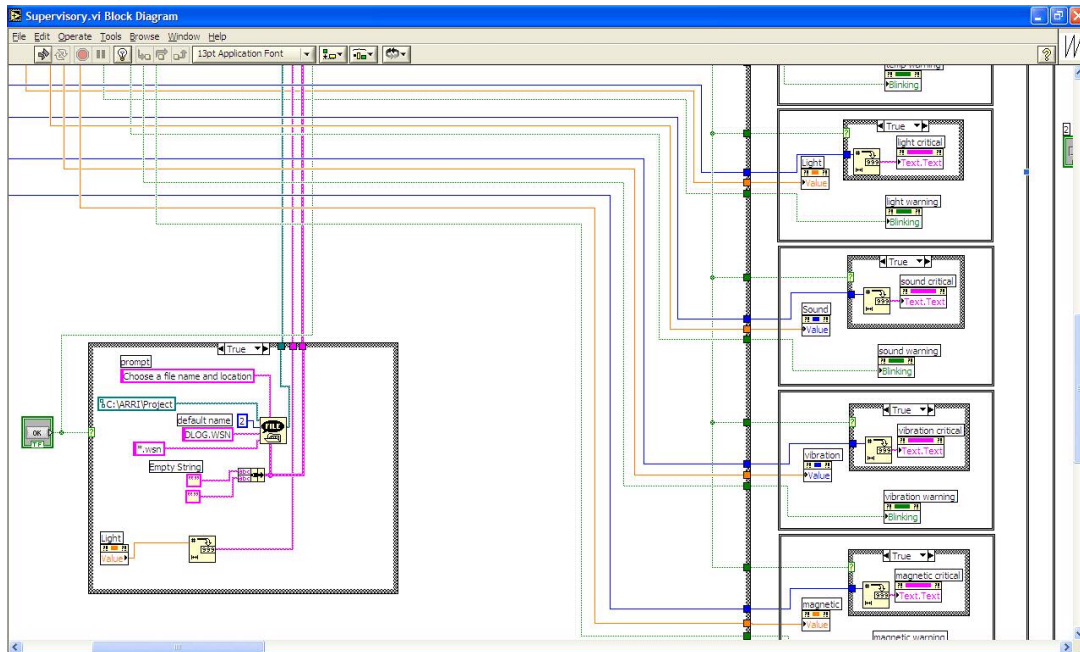 Supervisory.vi Block Diagram
File Edit Operate Tools Browse Window Help
13pt Application Font
temp warning
Blinking
2
True
light critical
Text.Text
Light
Value
light warning
Blinking
True
sound critical
Text.Text
Sound
Value
sound warning
Blinking
True
prompt
Choose a file name and location
C:\ARRI\Project
default name 2
DLOG.WSN
FILE
*.wsn
Empty String
OK
TF
Light
Value
True
vibration critical
Text.Text
vibration
Value
vibration warning
Blinking
True
magnetic critical
Text.Text
magnetic
Value
magnetic warning